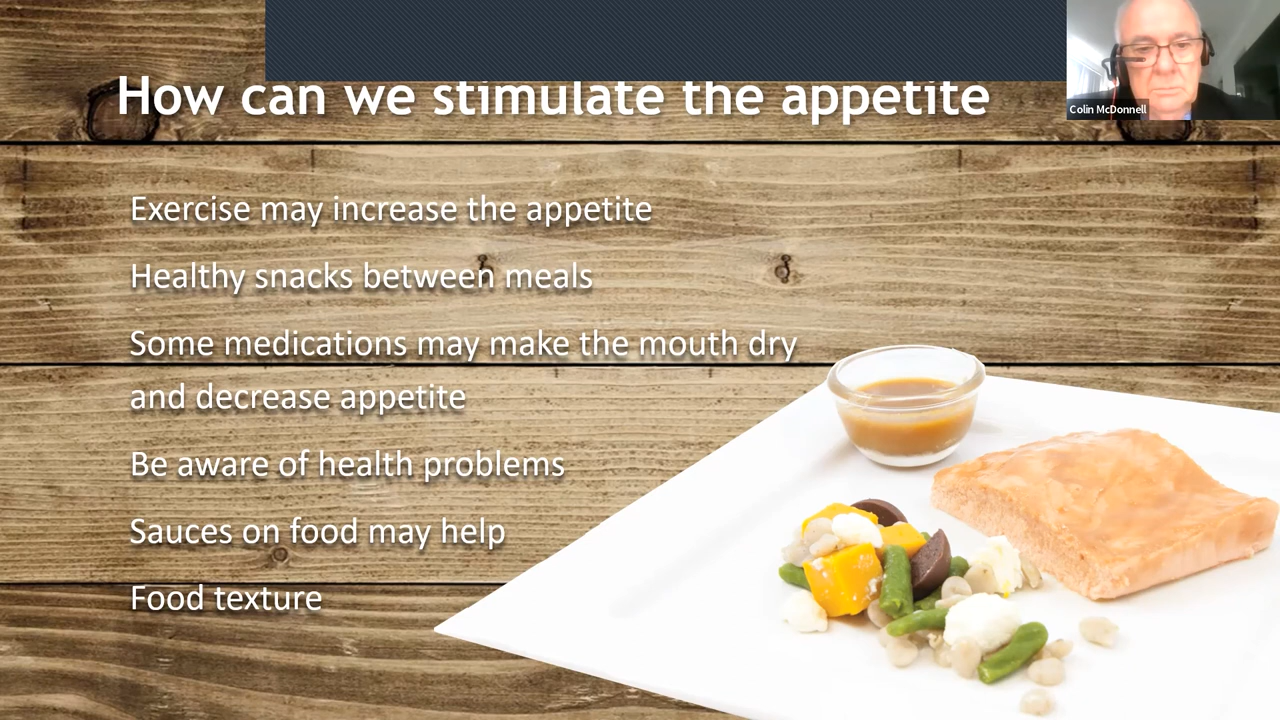 How can we stimulate the appetite
Colin McDonnell
Exercise may increase the appetite
Healthy snacks between meals
Some medications may make the mouth dry
and decrease appetite
Be aware of health problems
Sauces on food may help
Food texture